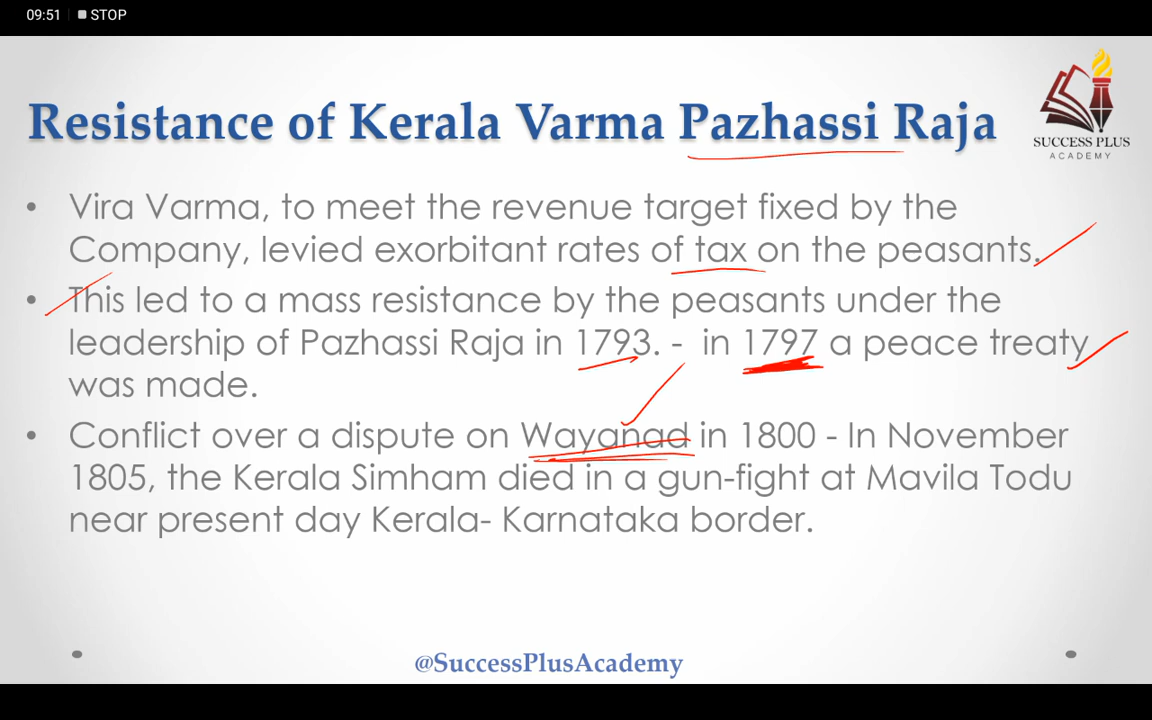 09:51 STOP
Resistance of Kerala Varma Pazhassi Raja
SUCCESS PLUS
ACADEMY
• Vira Varma, to meet the revenue target fixed by the
Company, levied exorbitant rates of tax on the peasants.
• This led to a mass resistance by the peasants under the
leadership of Pazhassi Raja in 1793. - in 1797 a peace treaty
was made.
• Conflict over a dispute on Wayanad in 1800 - In November
1805, the Kerala Simham died in a gun-fight at Mavila Todu
near present day Kerala- Karnataka border.
@SuccessPlusAcademy